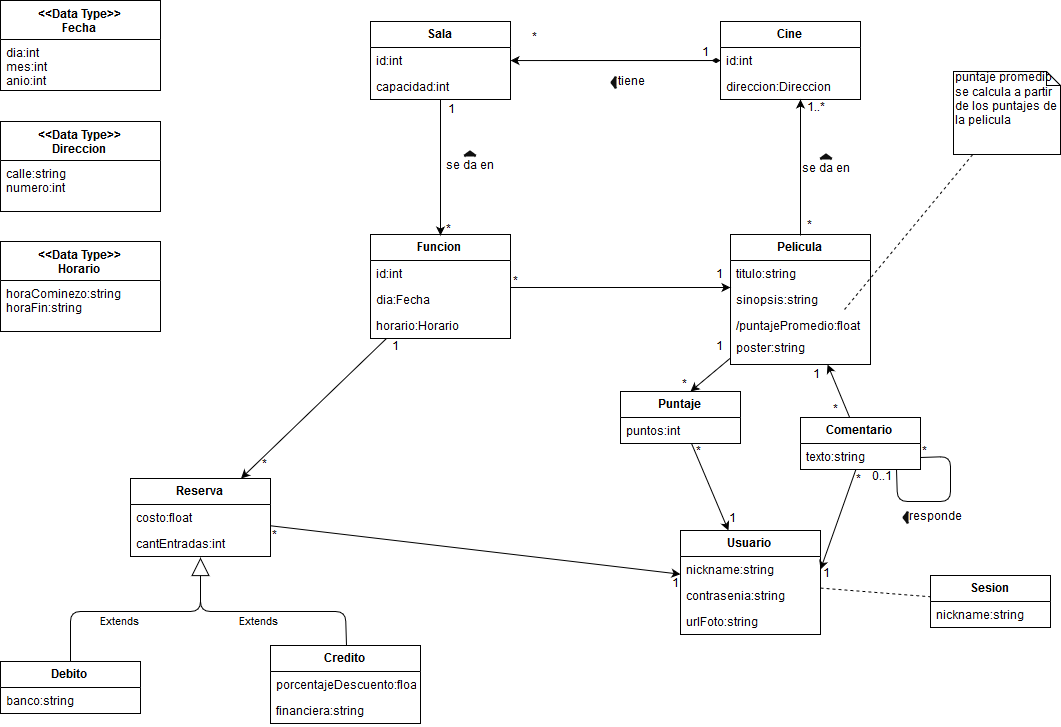 <<Data Type>>
Fecha
dia:int
mes:int
anio:int
<<Data Type>>
Direccion
calle:string
numero:int
<<Data Type>>
Horario
horaCominezo:string
horaFin:string
Sala
id:int
capacidad:int
*
1
tiene
Cine
id:int
direccion:Direccion
puntaje promedio
se calcula a partir
de los puntajes de
la pelicula
1
se da en
*
1..*
se da en
*
Funcion
id:int
dia:Fecha
horario:Horario
*
1
Pelicula
titulo:string
sinopsis:string
/puntajePromedio:float
poster:string
1
*
1
*
1
*
Puntaje
puntos:int
Comentario
texto:string
*
0..1
responde
*
1
*
1
Reserva
costo:float
cantEntradas:int
*
1
Usuario
nickname:string
contrasenia:string
urlFoto:string
Sesion
nickname:string
Extends
Extends
Debito
banco:string
Credito
porcentajeDescuento:floa
financiera:string